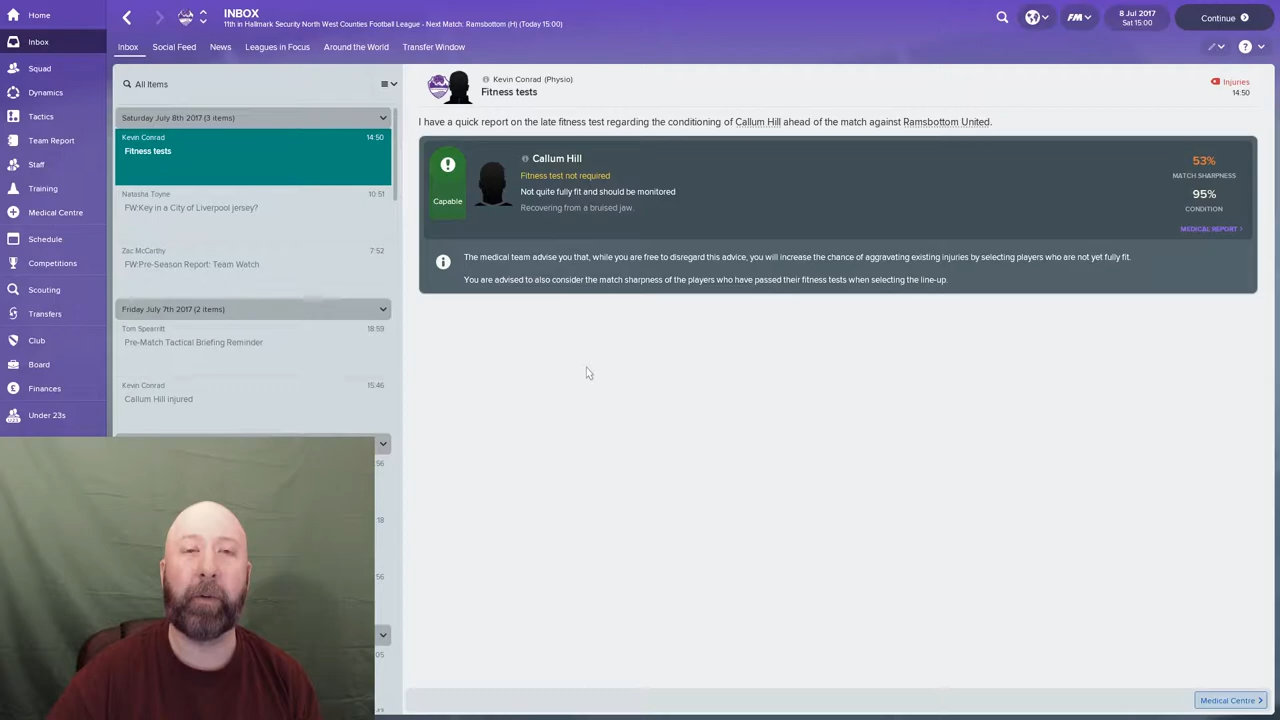 Home
Inbox
Squad
Dynamics
Tactics
Team Report
Staff
Training
Medical Centre
Schedule
Competitions
Scouting
Transfers
Club
Board
Finances
Under 23s
INBOX
11th in Hallmark Security North West Counties Football League - Next Match: Ramsbottom (H) (Today 15:00)
FM
8 Jul 2017
Sat 15:00
Continue
Inbox
Social Feed
News
Leagues in Focus
Around the World
Transfer Window
?
All Items
Saturday July 8th 2017 (3 items)
Kevin Conrad 14:50
Fitness tests
Natasha Toyne 10:51
FW:Key in a City of Liverpool jersey?
Zac McCarthy 7:52
FW:Pre-Season Report: Team Watch
Friday July 7th 2017 (2 items)
Tom Spearritt 18:59
Pre-Match Tactical Briefing Reminder
Kevin Conrad 15:46
Callum Hill injured
56
18
56
05
Kevin Conrad (Physio)
Fitness tests
Injuries
14:50
I have a quick report on the late fitness test regarding the conditioning of Callum Hill ahead of the match against Ramsbottom United.
Capable
Callum Hill
Fitness test not required
Not quite fully fit and should be monitored
Recovering from a bruised jaw.
53%
MATCH SHARPNESS
95%
CONDITION
MEDICAL REPORT >
The medical team advise you that, while you are free to disregard this advice, you will increase the chance of aggravating existing injuries by selecting players who are not yet fully fit.
You are advised to also consider the match sharpness of the players who have passed their fitness tests when selecting the line-up.
Medical Centre >